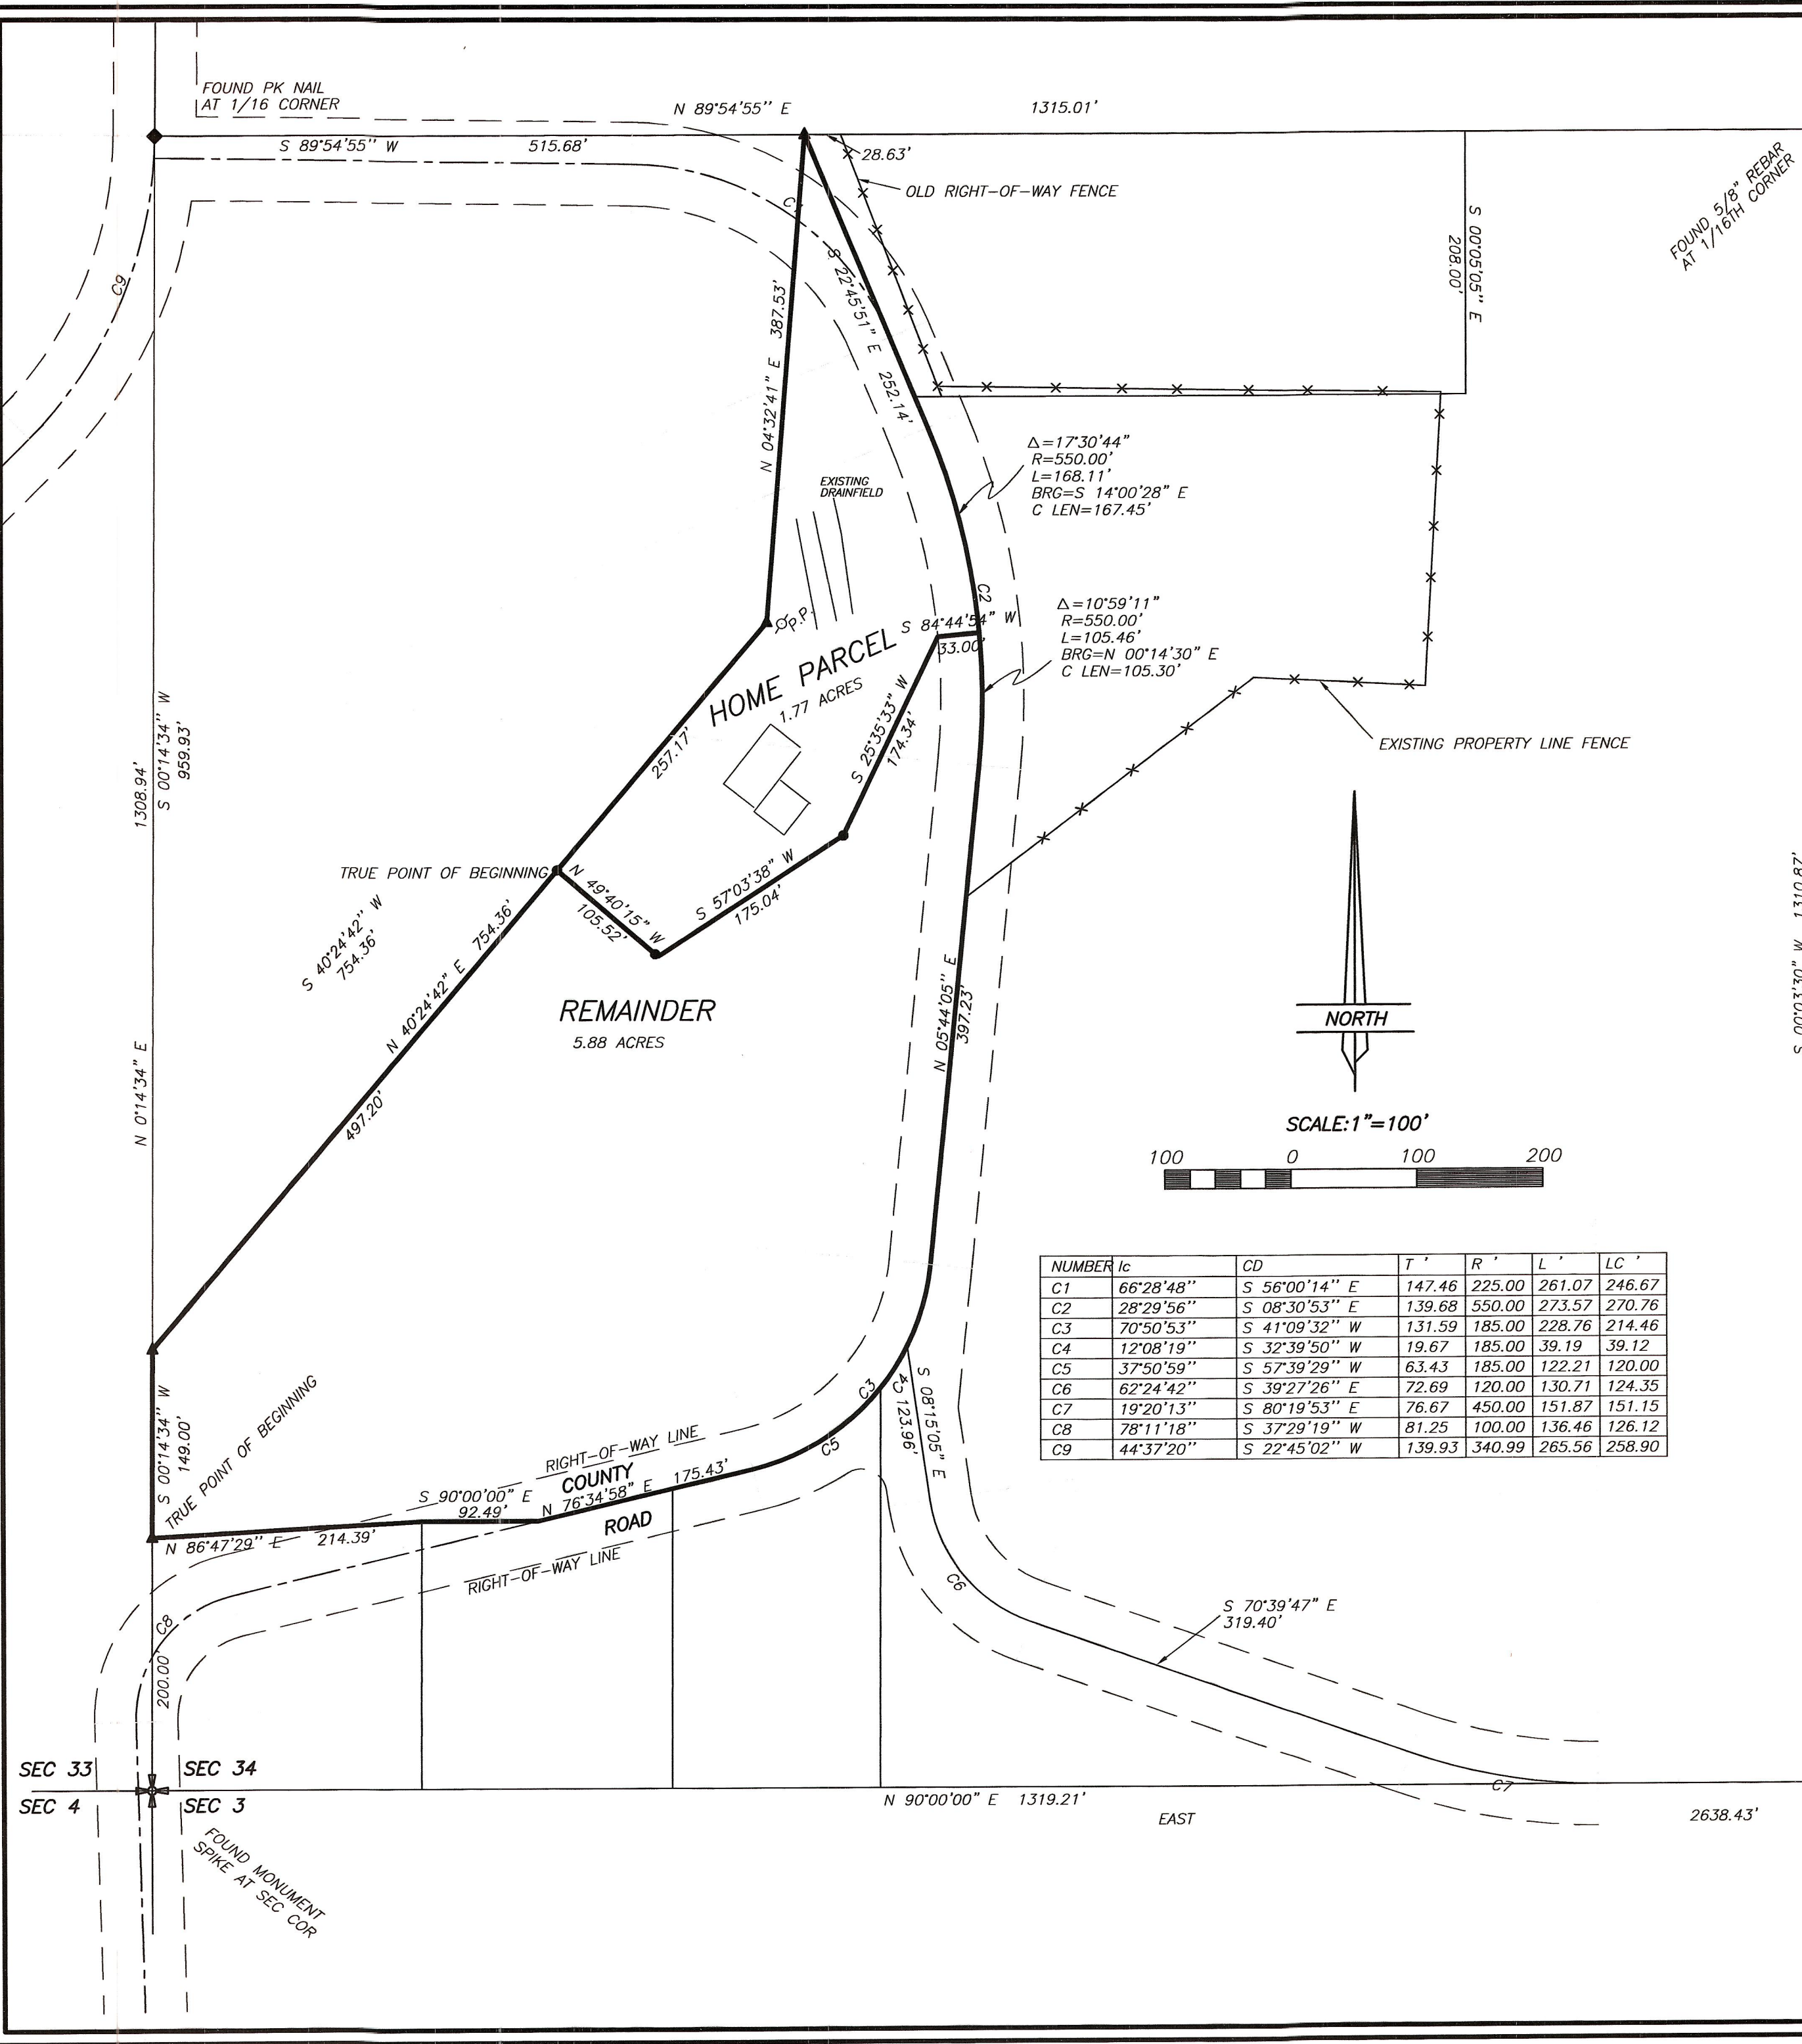 FOUND PK NAIL
AT 1/16 CORNER
N 89°54'55'' E
1315.01'
S 89°54'55'' W
515.68'
28.63'
OLD RIGHT-OF-WAY FENCE
FOUND 5/8" REBAR
AT 1/16TH CORNER
S 00°05'05'' E
208.00'
C9
S 22°45'51'' E 252.14'
N 04°32'41'' E 387.53'
Δ=17°30'44"
R=550.00'
L=168.11'
BRG=S 14°00'28" E
C LEN=167.45'
EXISTING
DRAINFIELD
C2
P.P.
Δ=10°59'11"
R=550.00'
L=105.46'
BRG=N 00°14'30" E
C LEN=105.30'
S 84°44'54" W
33.00'
HOME PARCEL
1.77 ACRES
257.17'
S 25°35'33" W
174.34'
1308.94'
S 00°14'34'' W
959.93'
EXISTING PROPERTY LINE FENCE
TRUE POINT OF BEGINNING
N 49°40'15" W
105.52'
S 57°03'38" W
175.04'
S 40°24'42'' W
754.36'
N 40°24'42'' E 754.36'
497.20'
REMAINDER
5.88 ACRES
N 05°44'05'' E
397.23'
N 0°14'34" E
S 00°03'30" W 1310.87'
NORTH
SCALE:1"=100'
100 0 100 200
NUMBER Ic CD T ' R ' L ' LC '
C1 66°28'48'' S 56°00'14'' E 147.46 225.00 261.07 246.67
C2 28°29'56'' S 08°30'53'' E 139.68 550.00 273.57 270.76
C3 70°50'53'' S 41°09'32'' W 131.59 185.00 228.76 214.46
C4 12°08'19'' S 32°39'50'' W 19.67 185.00 39.19 39.12
C5 37°50'59'' S 57°39'29'' W 63.43 185.00 122.21 120.00
C6 62°24'42'' S 39°27'26'' E 72.69 120.00 130.71 124.35
C7 19°20'13'' S 80°19'53'' E 76.67 450.00 151.87 151.15
C8 78°11'18'' S 37°29'19'' W 81.25 100.00 136.46 126.12
C9 44°37'20'' S 22°45'02'' W 139.93 340.99 265.56 258.90
S 00°14'34'' W
149.00'
TRUE POINT OF BEGINNING
C3
C4
S 08°15'05'' E
123.96'
C5
RIGHT-OF-WAY LINE
COUNTY
ROAD
RIGHT-OF-WAY LINE
S 90°00'00'' E
92.49'
N 76°34'58'' E 175.43'
N 86°47'29'' E 214.39'
C8
200.00'
C6
S 70°39'47'' E
319.40'
C7
SEC 33
SEC 34
SEC 4
SEC 3
FOUND MONUMENT
SPIKE AT SEC COR
N 90°00'00" E 1319.21'
EAST
2638.43'